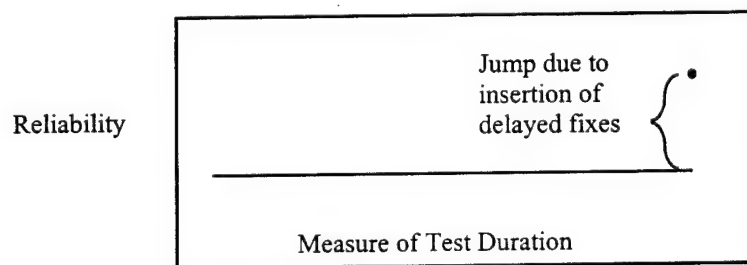 Jump due to
insertion of
delayed fixes
Reliability
Measure of Test Duration